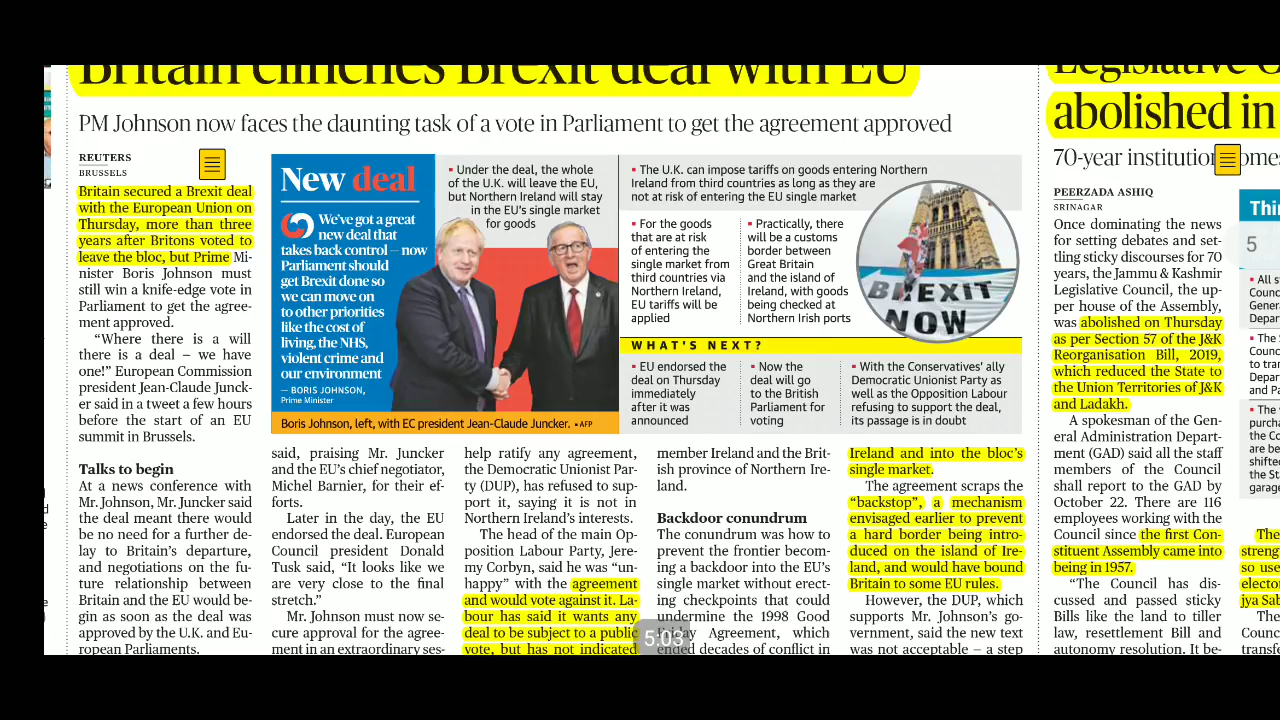 Britain clinches Brexit deal with EU
PM Johnson now faces the daunting task of a vote in Parliament to get the agreement approved
REUTERS
BRUSSELS
Britain secured a Brexit deal
with the European Union on
Thursday, more than three
years after Britons voted to
leave the bloc, but Prime Mi-
nister Boris Johnson must
still win a knife-edge vote in
Parliament to get the agree-
ment approved.
“Where there is a will
there is a deal – we have
one!” European Commission
president Jean-Claude Junck-
er said in a tweet a few hours
before the start of an EU
summit in Brussels.
Talks to begin
At a news conference with
Mr. Johnson, Mr. Juncker said
the deal meant there would
be no need for a further de-
lay to Britain’s departure,
and negotiations on the fu-
ture relationship between
Britain and the EU would be-
gin as soon as the deal was
approved by the U.K. and Eu-
ropean Parliaments.
New deal
We’ve got a great
new deal that
takes back control — now
Parliament should
get Brexit done so
we can move on
to other priorities
like the cost of
living, the NHS,
violent crime and
our environment
— BORIS JOHNSON,
Prime Minister
▪ Under the deal, the whole
of the U.K. will leave the EU,
but Northern Ireland will stay
in the EU’s single market
for goods
Boris Johnson, left, with EC president Jean-Claude Juncker. ▪ AFP
▪ The U.K. can impose tariffs on goods entering Northern
Ireland from third countries as long as they are
not at risk of entering the EU single market
▪ For the goods
that are at risk
of entering the
single market from
third countries via
Northern Ireland,
EU tariffs will be
applied
▪ Practically, there
will be a customs
border between
Great Britain
and the island of
Ireland, with goods
being checked at
Northern Irish ports
BREXIT
NOW
WHAT’S NEXT?
▪ EU endorsed the
deal on Thursday
immediately
after it was
announced
▪ Now the
deal will go
to the British
Parliament for
voting
▪ With the Conservatives’ ally
Democratic Unionist Party as
well as the Opposition Labour
refusing to support the deal,
its passage is in doubt
said, praising Mr. Juncker
and the EU’s chief negotiator,
Michel Barnier, for their ef-
forts.
Later in the day, the EU
endorsed the deal. European
Council president Donald
Tusk said, “It looks like we
are very close to the final
stretch.”
Mr. Johnson must now se-
cure approval for the agree-
ment in an extraordinary ses-
help ratify any agreement,
the Democratic Unionist Par-
ty (DUP), has refused to sup-
port it, saying it is not in
Northern Ireland’s interests.
The head of the main Op-
position Labour Party, Jere-
my Corbyn, said he was “un-
happy” with the agreement
and would vote against it. La-
bour has said it wants any
deal to be subject to a public
vote, but has not indicated
member Ireland and the Brit-
ish province of Northern Ire-
land.
Backdoor conundrum
The conundrum was how to
prevent the frontier becom-
ing a backdoor into the EU’s
single market without erect-
ing checkpoints that could
undermine the 1998 Good
Agreement, which
ended decades of conflict in
5:03
Ireland and into the bloc’s
single market.
The agreement scraps the
“backstop”, a mechanism
envisaged earlier to prevent
a hard border being intro-
duced on the island of Ire-
land, and would have bound
Britain to some EU rules.
However, the DUP, which
supports Mr. Johnson’s go-
vernment, said the new text
was not acceptable – a step
Legislative
abolished in
70-year institution
PEERZADA ASHIQ
SRINAGAR
Once dominating the news
for setting debates and set-
tling sticky discourses for 70
years, the Jammu & Kashmir
Legislative Council, the up-
per house of the Assembly,
was abolished on Thursday
as per Section 57 of the J&K
Reorganisation Bill, 2019,
which reduced the State to
the Union Territories of J&K
and Ladakh.
A spokesman of the Gen-
eral Administration Depart-
ment (GAD) said all the staff
members of the Council
shall report to the GAD by
October 22. There are 116
employees working with the
Council since the first Con-
stituent Assembly came into
being in 1957.
“The Council has dis-
cussed and passed sticky
Bills like the land to tiller
law, resettlement Bill and
autonomy resolution. It be-
5